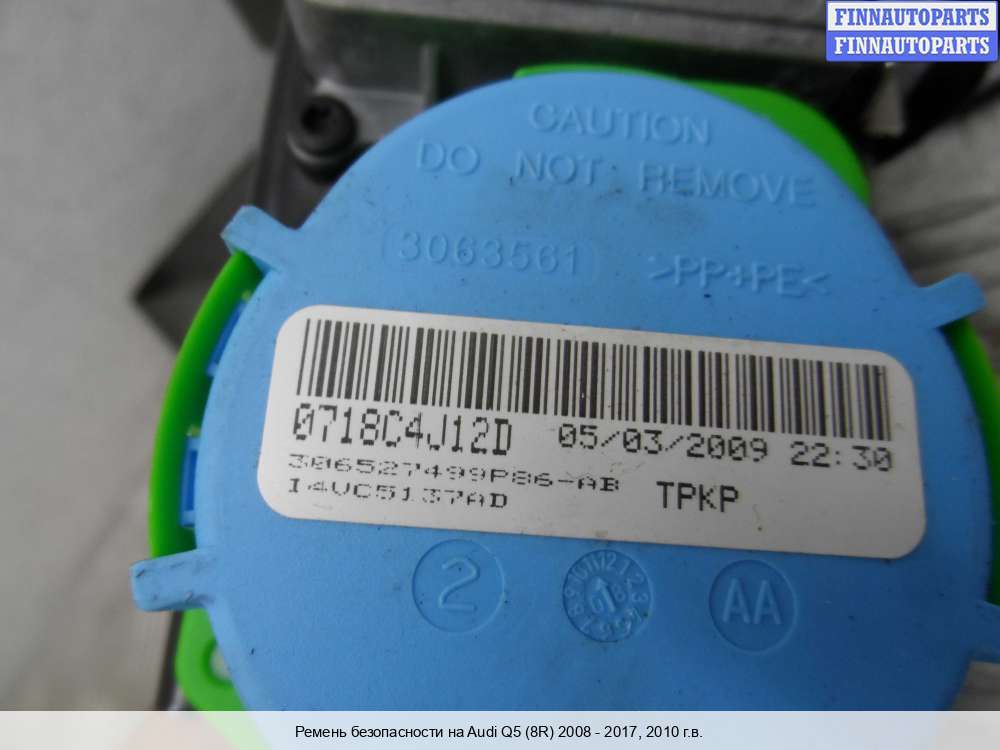 FINNAUTOPARTS
FINNAUTOPARTS
CAUTION
DO NOT REMOVE
3063561
>PP+PE<
0718C4J12D 05/03/2009 22:30
306527499P86-AB
I4VC5137AD
TPKP
2
AA
Ремень безопасности на Audi Q5 (8R) 2008 - 2017, 2010 г.в.